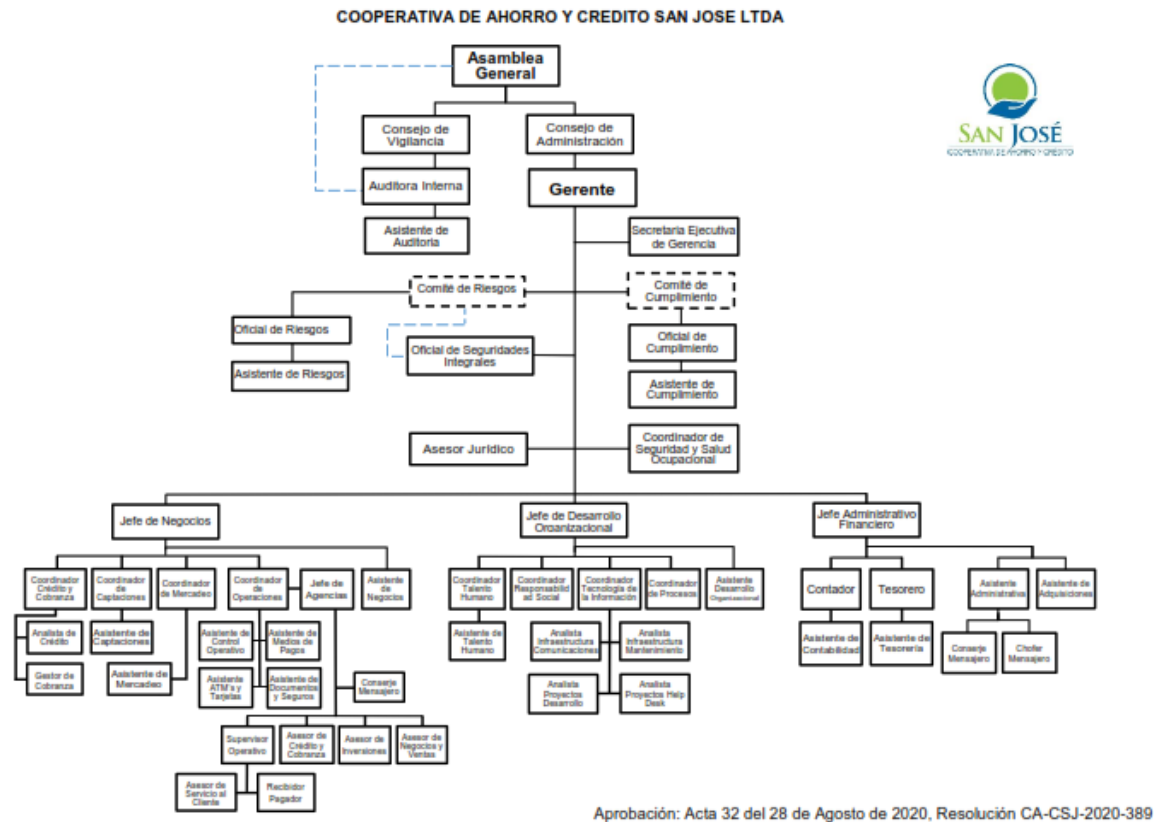 COOPERATIVA DE AHORRO Y CREDITO SAN JOSE LTDA
Asamblea
General
SAN JOSÉ
COOPERATIVA DE AHORRO Y CRÉDITO
Consejo de
Vigilancia
Consejo de
Administración
Auditora Interna
Gerente
Asistente de
Auditoria
Secretaria Ejecutiva
de Gerencia
Comité de Riesgos
Comité de
Cumplimiento
Oficial de Riesgos
Oficial de
Cumplimiento
Oficial de Seguridades
Integrales
Asistente de Riesgos
Asistente de
Cumplimiento
Asesor Jurídico
Coordinador de
Seguridad y Salud
Ocupacional
Jefe de Negocios
Jefe de Desarrollo
Organizacional
Jefe Administrativo
Financiero
Coordinador
Crédito y
Cobranza
Coordinador
de Captaciones
Coordinador
de Mercadeo
Coordinador
de Operaciones
Jefe de
Agencias
Asistente
de Negocios
Coordinador
Talento
Humano
Coordinador
Responsabilid
ad Social
Coordinador
Tecnología de
la Información
Coordinador
de Procesos
Asistente
Desarrollo
Organizacional
Contador
Tesorero
Asistente
Administrativa
Asistente de
Adquisiciones
Analista de
Crédito
Asistente de
Captaciones
Asistente de
Control
Operativo
Asistente de
Medios de
Pagos
Asistente de
Talento
Humano
Analista
Infraestructura
Comunicaciones
Analista
Infraestructura
Mantenimiento
Asistente de
Contabilidad
Asistente de
Tesorería
Conserje
Mensajero
Chofer
Mensajero
Gestor de
Cobranza
Asistente de
Mercadeo
Asistente
ATM's y
Tarjetas
Asistente de
Documentos
y Seguros
Conserje
Mensajero
Analista
Proyectos
Desarrollo
Analista
Proyectos Help
Desk
Supervisor
Operativo
Asesor de
Crédito y
Cobranza
Asesor de
Inversiones
Asesor de
Negocios y
Ventas
Asesor de
Servicio al
Cliente
Recibidor
Pagador
Aprobación: Acta 32 del 28 de Agosto de 2020, Resolución CA-CSJ-2020-389